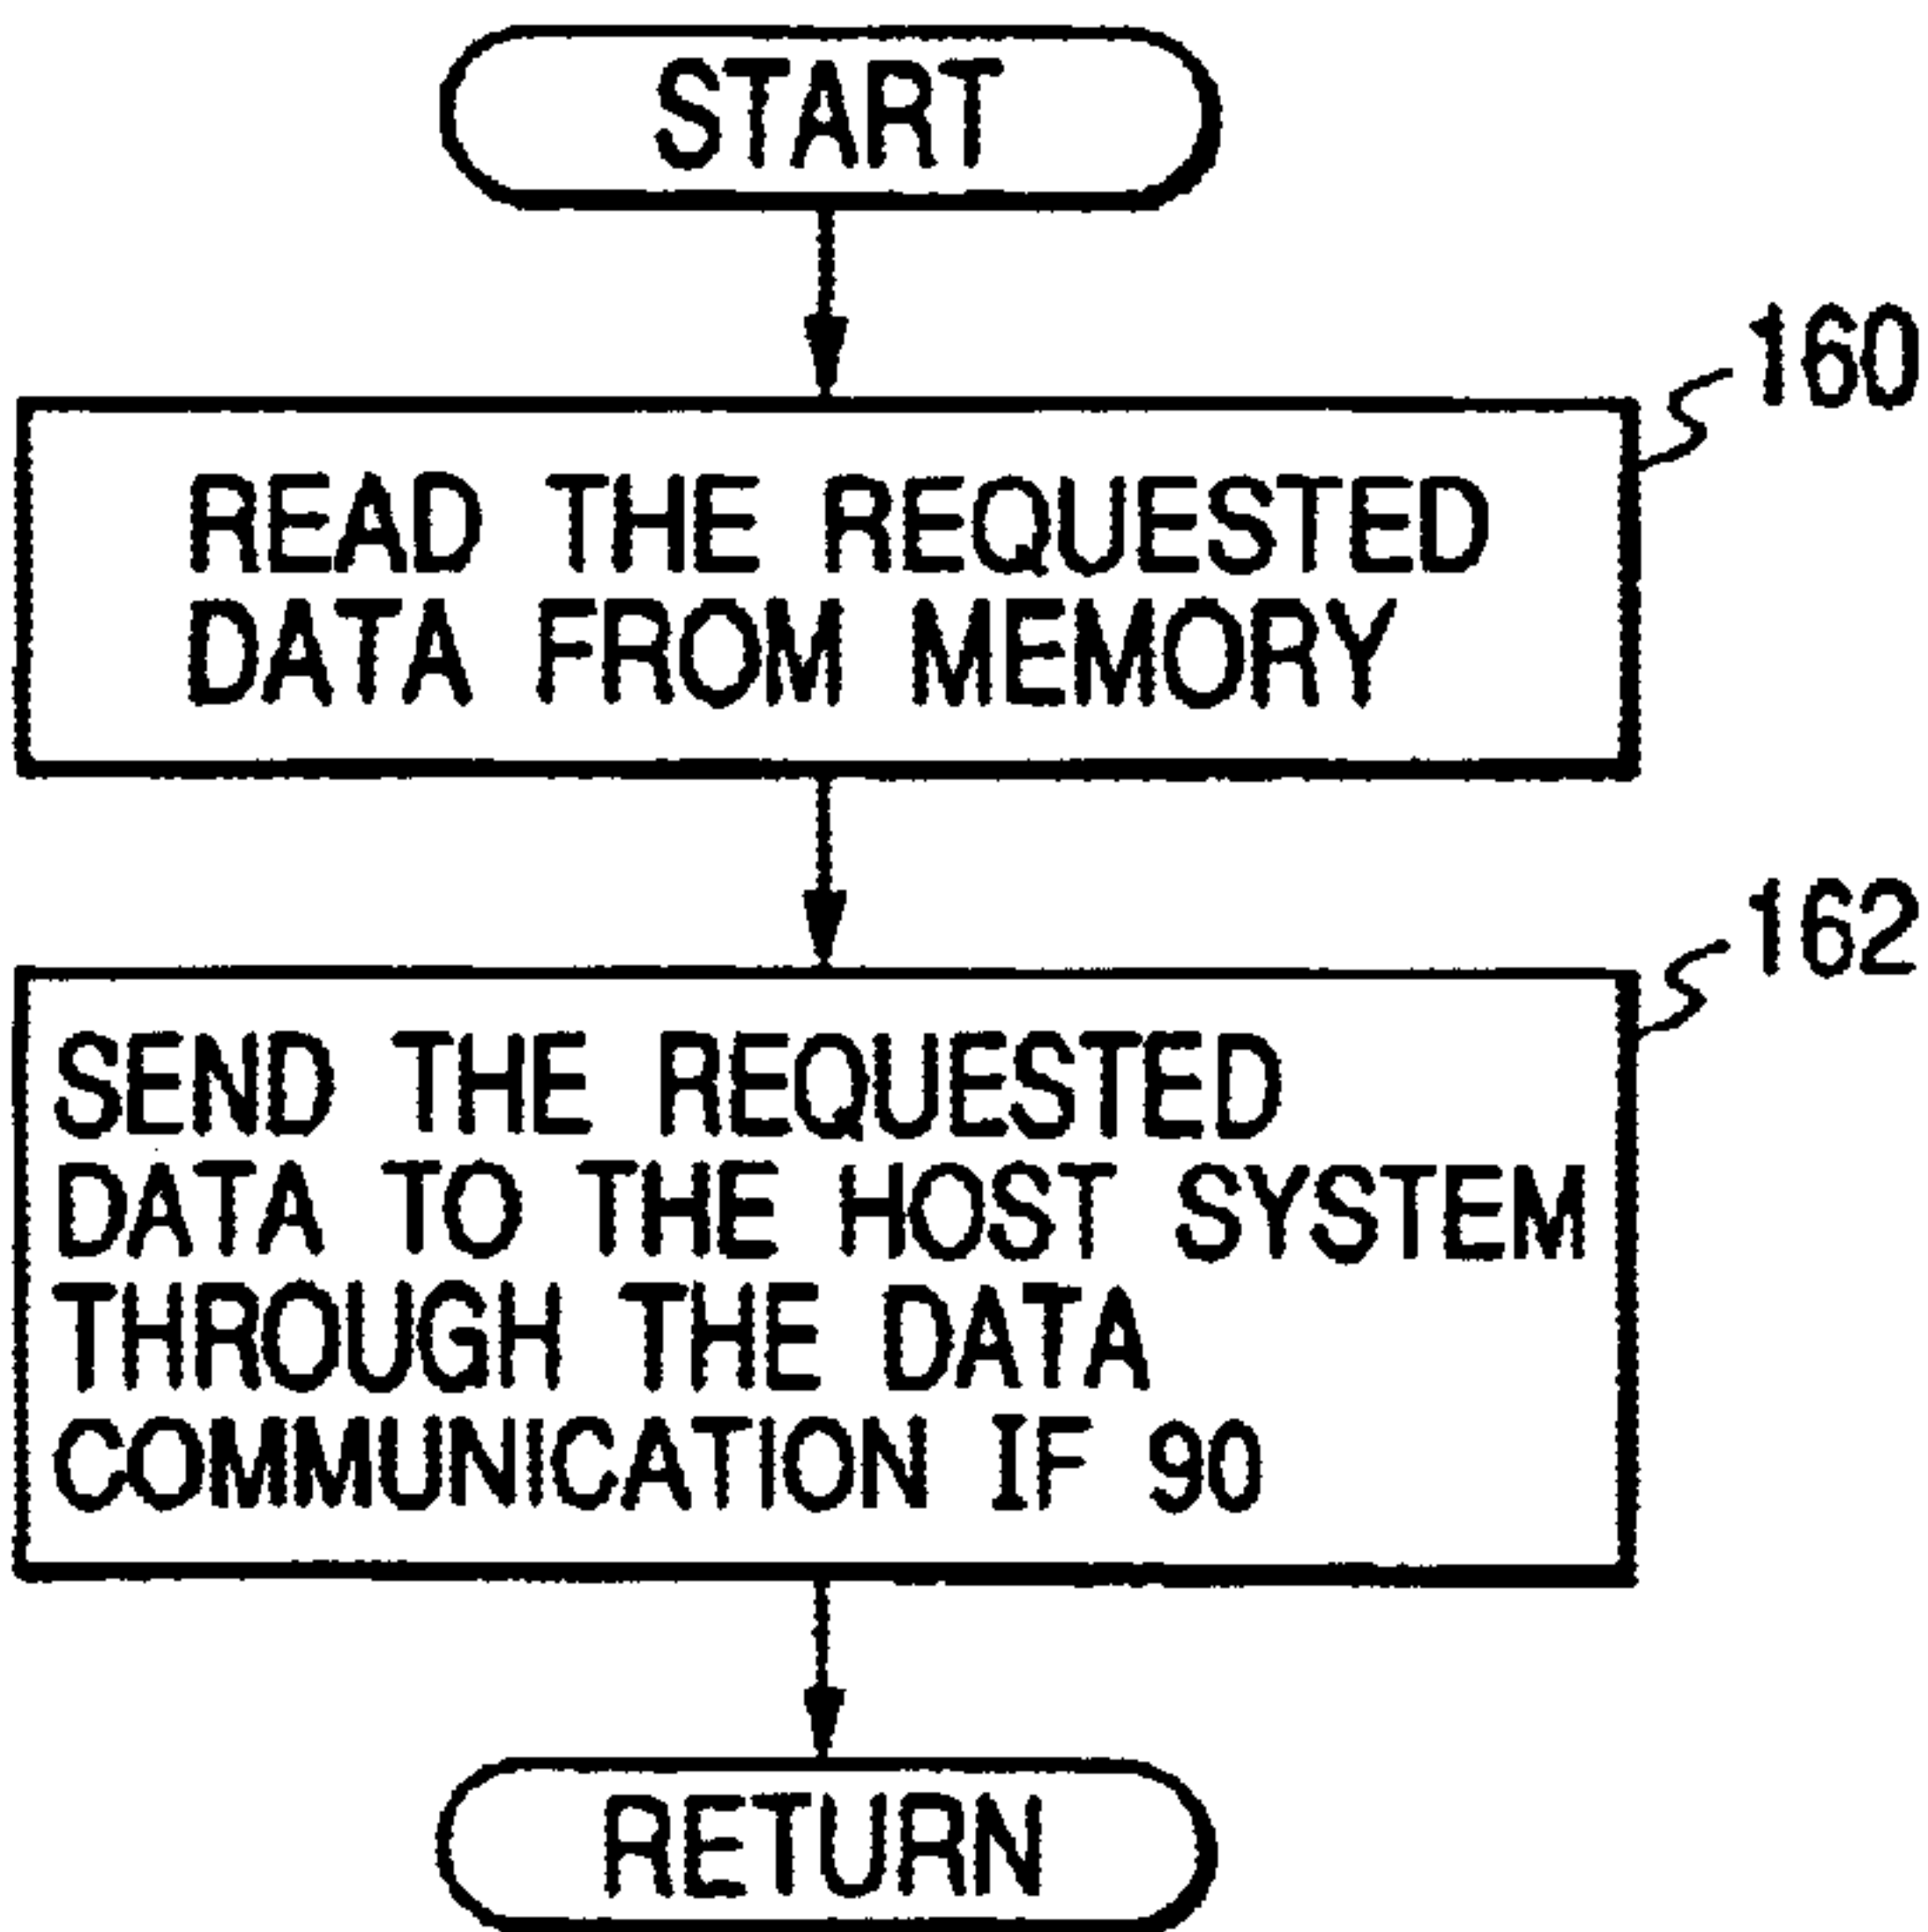 START
160
READ THE REQUESTED
DATA FROM MEMORY
162
SEND THE REQUESTED
DATA TO THE HOST SYSTEM
THROUGH THE DATA
COMMUNICATION IF 90
RETURN